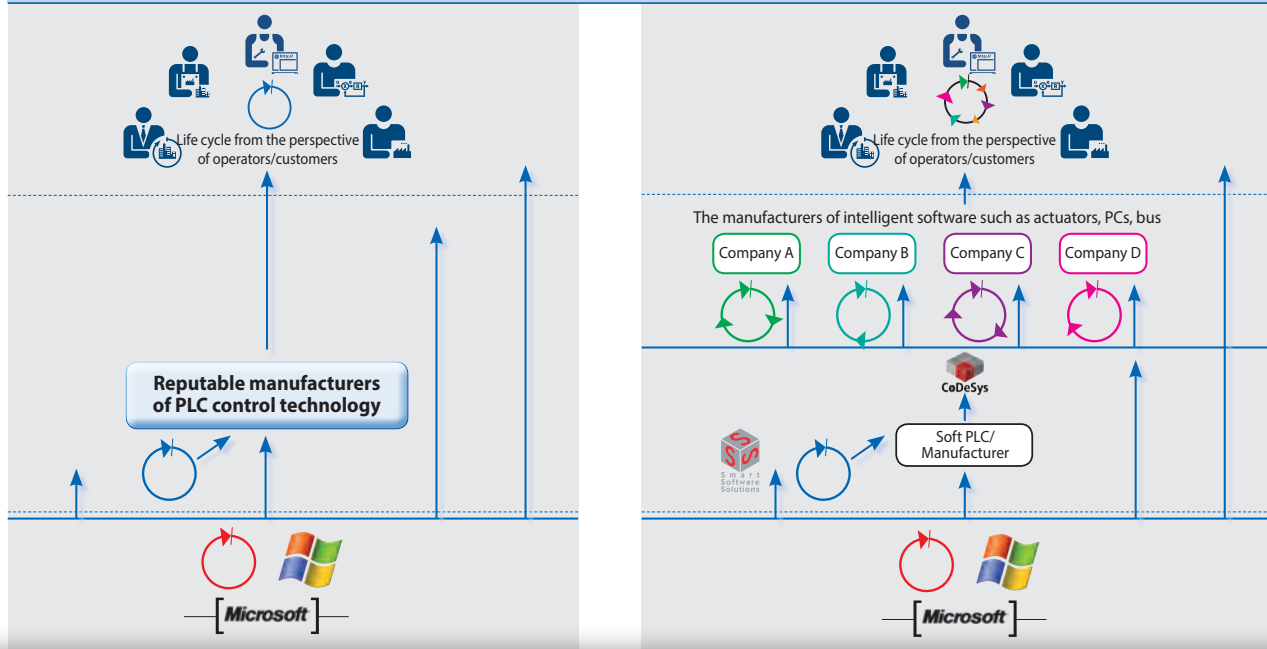 Life cycle from the perspective
of operators/customers
Reputable manufacturers
of PLC control technology
Microsoft
Life cycle from the perspective
of operators/customers
The manufacturers of intelligent software such as actuators, PCs, bus
Company A
Company B
Company C
Company D
CoDeSys
Soft PLC/
Manufacturer
SSS
Smart
Software
Solutions
Microsoft